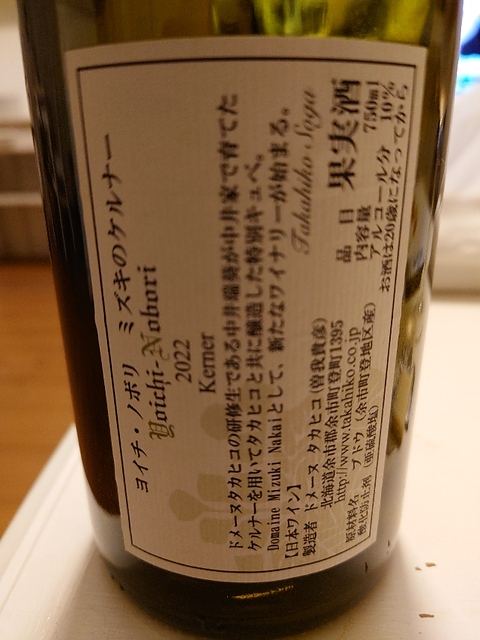 ヨイチ・ノボリ ミズキのケルナー
Yoichi-Nobori
2022
Kerner
ドメーヌタカヒコの研修生である中井瑞葵が中井家で育てた
ケルナーを用いてタカヒコと共に醸造した特別キュベ。
Domaine Mizuki Nakaiとして、新たなワイナリーが始まる。
Takahiko Soga
【日本ワイン】
製造者 ドメーヌ タカヒコ(曽我貴彦)
北海道余市郡余市町登町1395
http://www.takahiko.co.jp
原材料名 ブドウ (余市町登地区産)
酸化防止剤 (亜硫酸塩)
品目 果実酒
内容量 750ml
アルコール分 10%
お酒は20歳になってから。